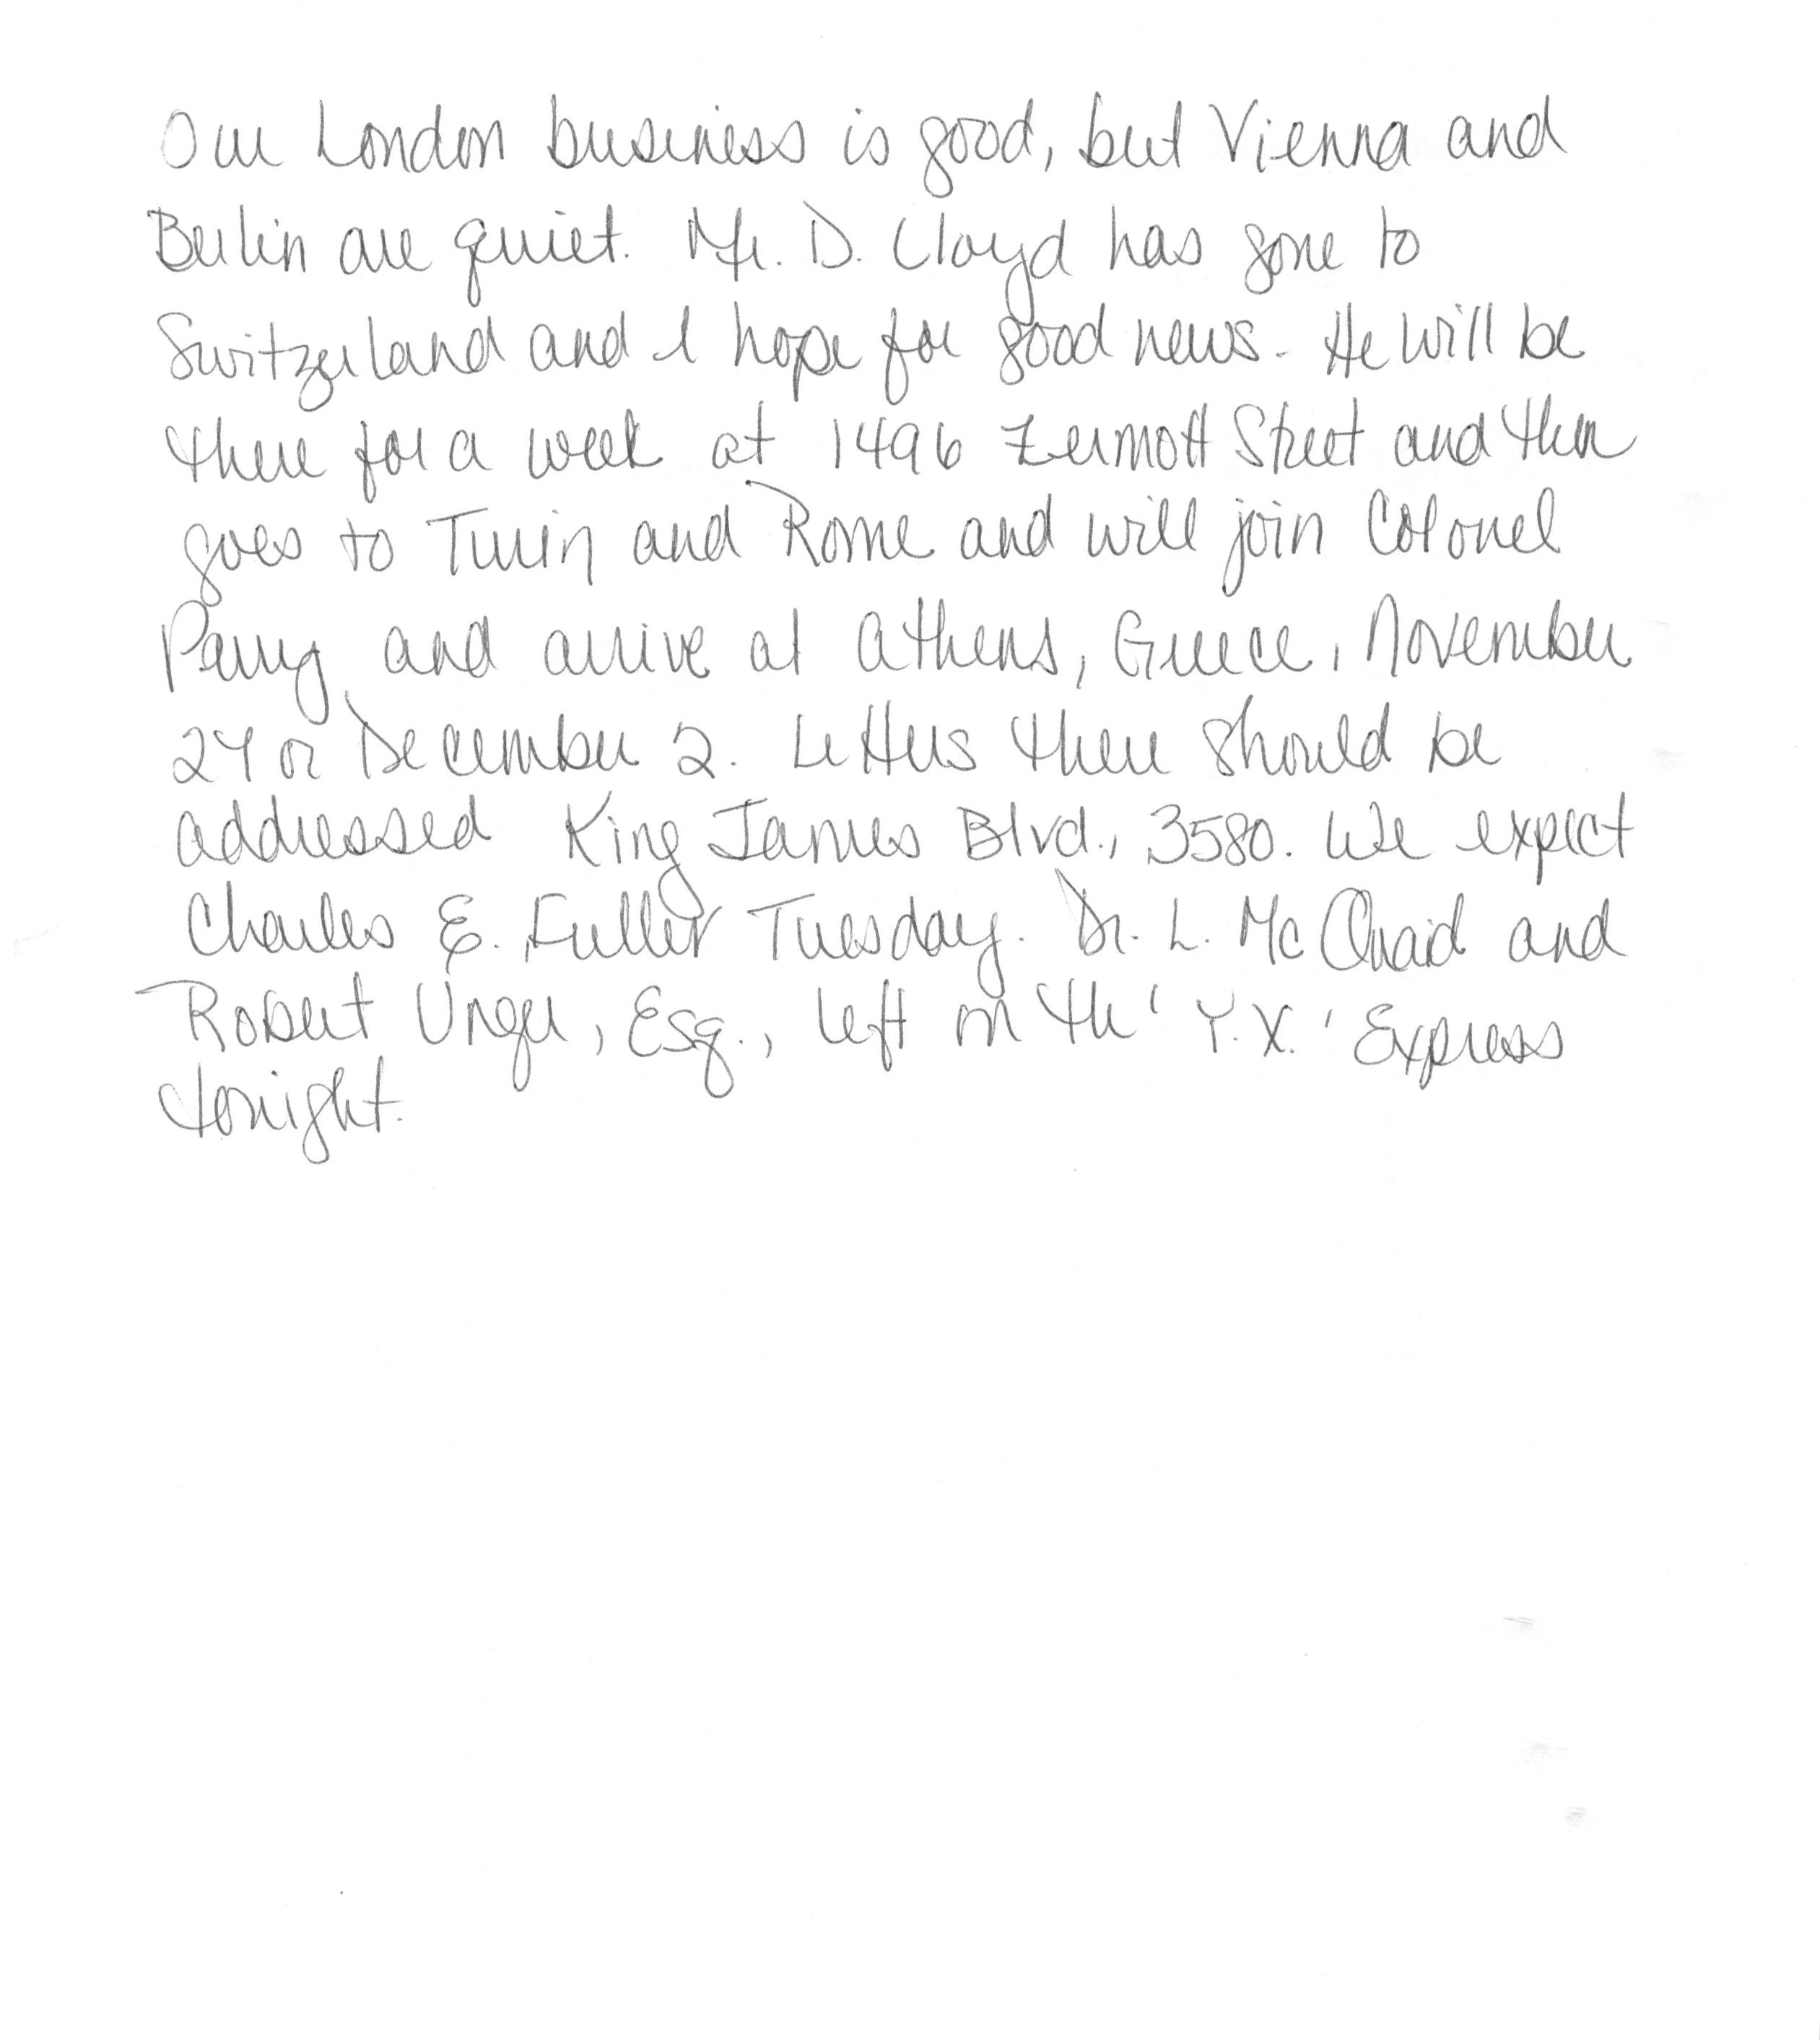 Our London business is good, but Vienna and
Berlin are quiet. Mr. D. Cloyd has gone to
Switzerland and I hope for good news. He will be
there for a week at 1496 Zermott Street and then
goes to Turin and Rome and will join Colonel
Parry and arrive at Athens, Greece, November
27 or December 2. Letters there should be
addressed King James Blvd., 3580. We expect
Charles E. Fuller Tuesday. Dr. L. McQuaid and
Robert Unger, Esq., left on the 'Y.X.' Express
tonight.